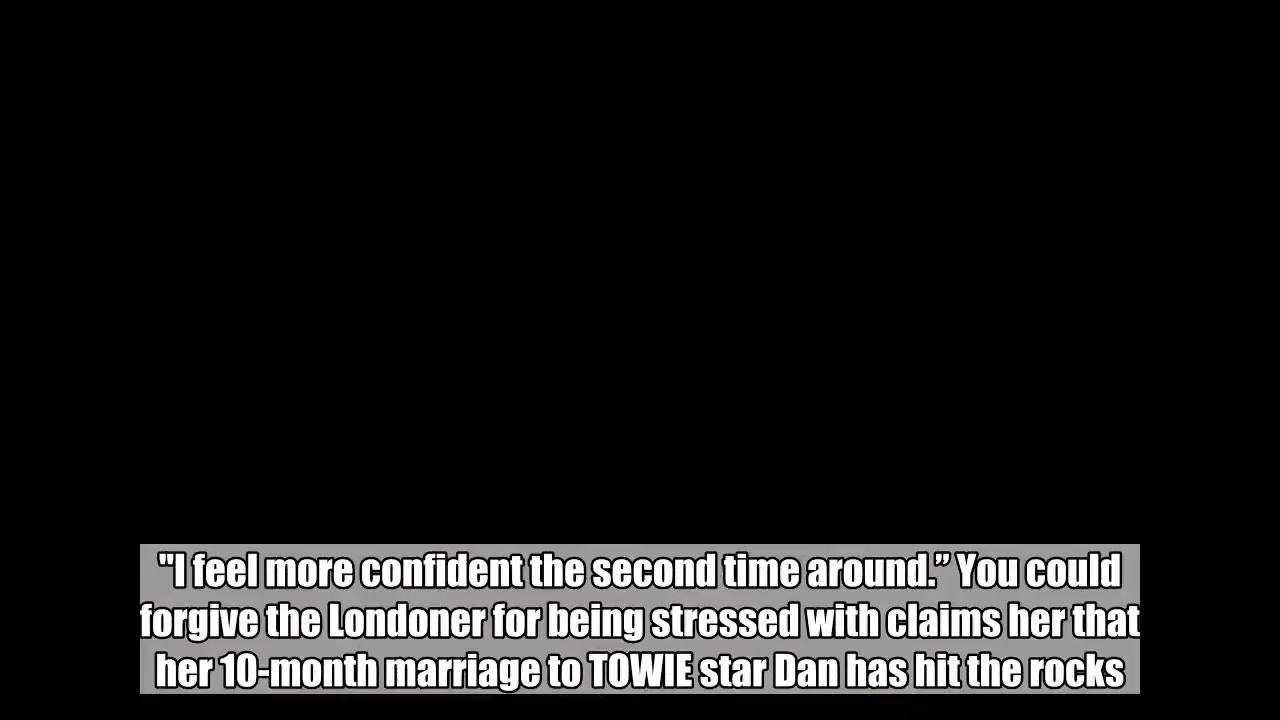 "I feel more confident the second time around.” You could
forgive the Londoner for being stressed with claims her that
her 10-month marriage to TOWIE star Dan has hit the rocks